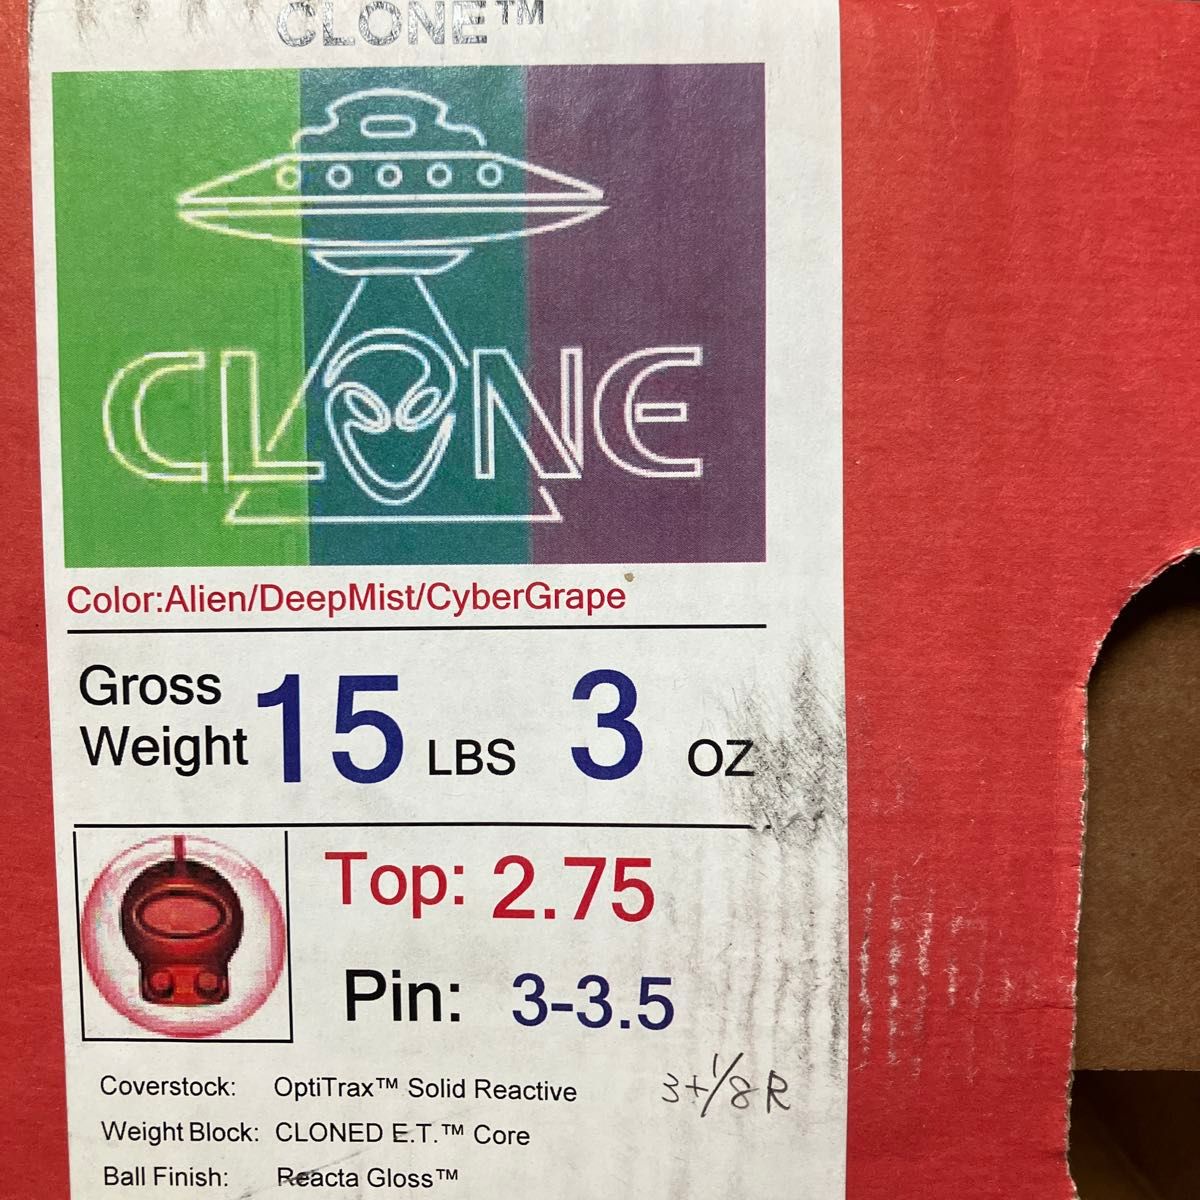 CLONE™
CLONE
Color:Alien/DeepMist/CyberGrape
Gross Weight 15 LBS 3 OZ
Top: 2.75
Pin: 3-3.5
3+1/8 R
Coverstock: OptiTrax™ Solid Reactive
Weight Block: CLONED E.T.™ Core
Ball Finish: Reacta Gloss™